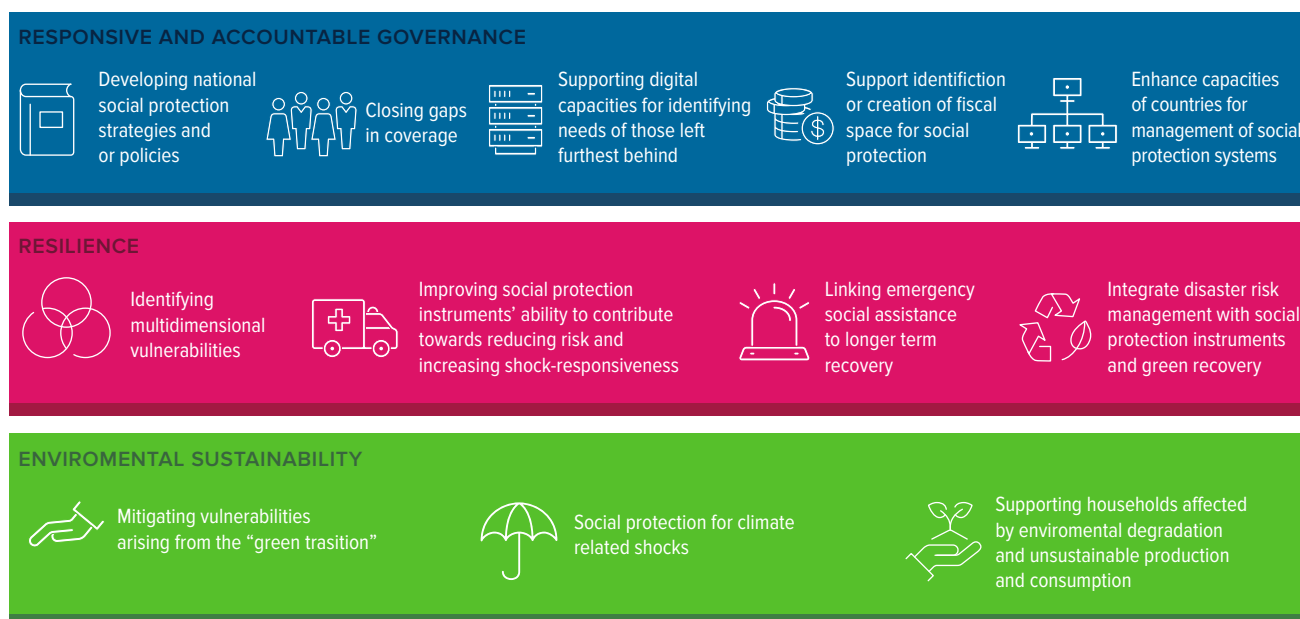 RESPONSIVE AND ACCOUNTABLE GOVERNANCE
Developing national
social protection
strategies and
or policies
Closing gaps
in coverage
Supporting digital
capacities for identifying
needs of those left
furthest behind
Support identifiction
or creation of fiscal
space for social
protection
Enhance capacities
of countries for
management of social
protection systems
RESILIENCE
Identifying
multidimensional
vulnerabilities
Improving social protection
instruments’ ability to contribute
towards reducing risk and
increasing shock-responsiveness
Linking emergency
social assistance
to longer term
recovery
Integrate disaster risk
management with social
protection instruments
and green recovery
ENVIROMENTAL SUSTAINABILITY
Mitigating vulnerabilities
arising from the “green trasition”
Social protection for climate
related shocks
Supporting households affected
by enviromental degradation
and unsustainable production
and consumption